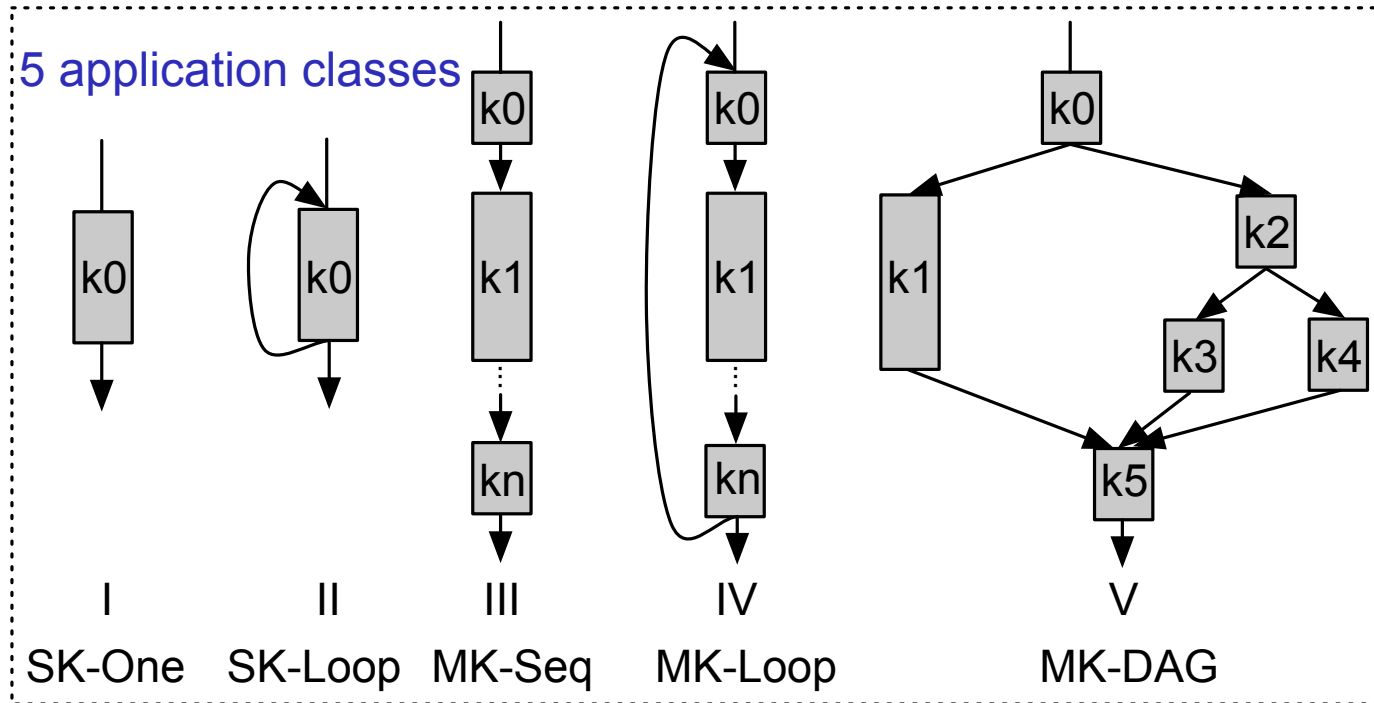 5 application classes
k0
k0
k0
k1
kn
k0
k1
kn
k0
k1
k2
k3
k4
k5
I
II
III
IV
V
SK-One
SK-Loop
MK-Seq
MK-Loop
MK-DAG